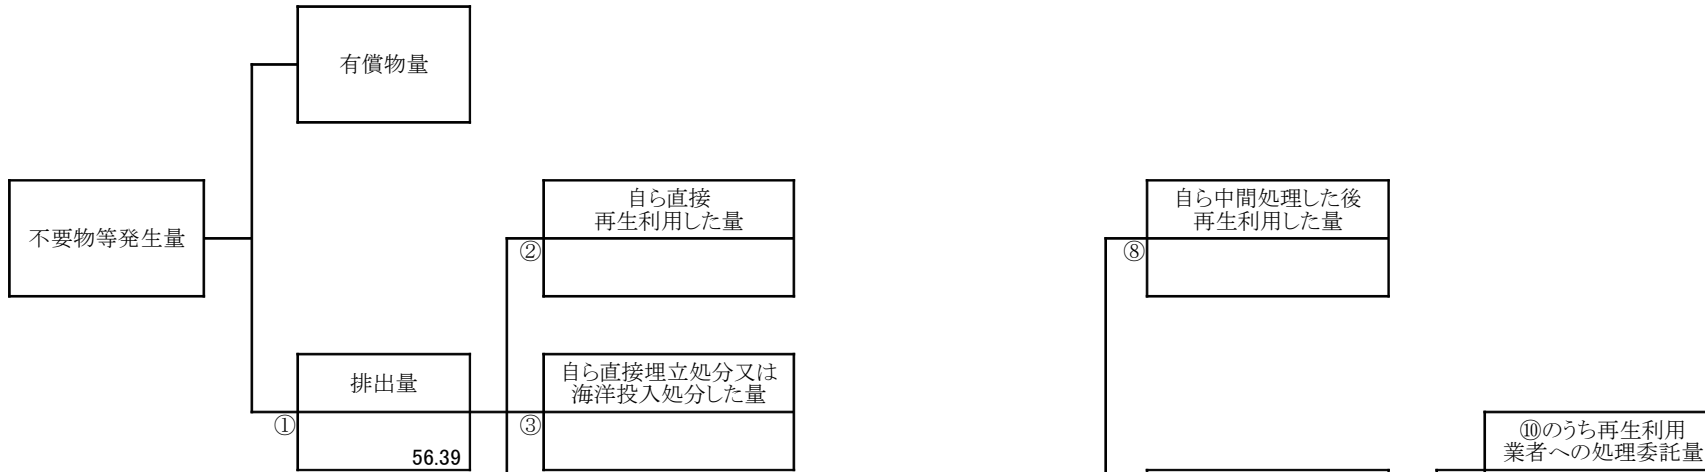 有償物量
不要物等発生量
自ら直接
再生利用した量
②
自ら中間処理した後
再生利用した量
⑧
排出量
①
56.39
自ら直接埋立処分又は
海洋投入処分した量
③
⑩のうち再生利用
業者への処理委託量